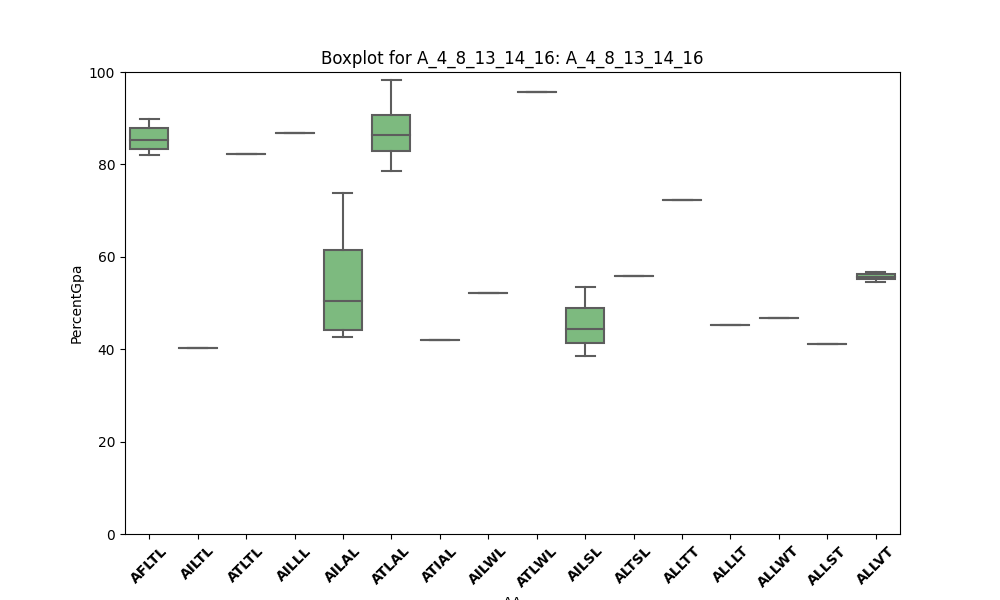 Boxplot for A_4_8_13_14_16: A_4_8_13_14_16
PercentGpa
100
80
60
40
20
0
AFLTL
AILTL
ATLTL
AILLL
AILAL
ATLAL
ATIAL
AILWL
ATLWL
AILSL
ALTSL
ALLTT
ALLLT
ALLWT
ALLST
ALLVT